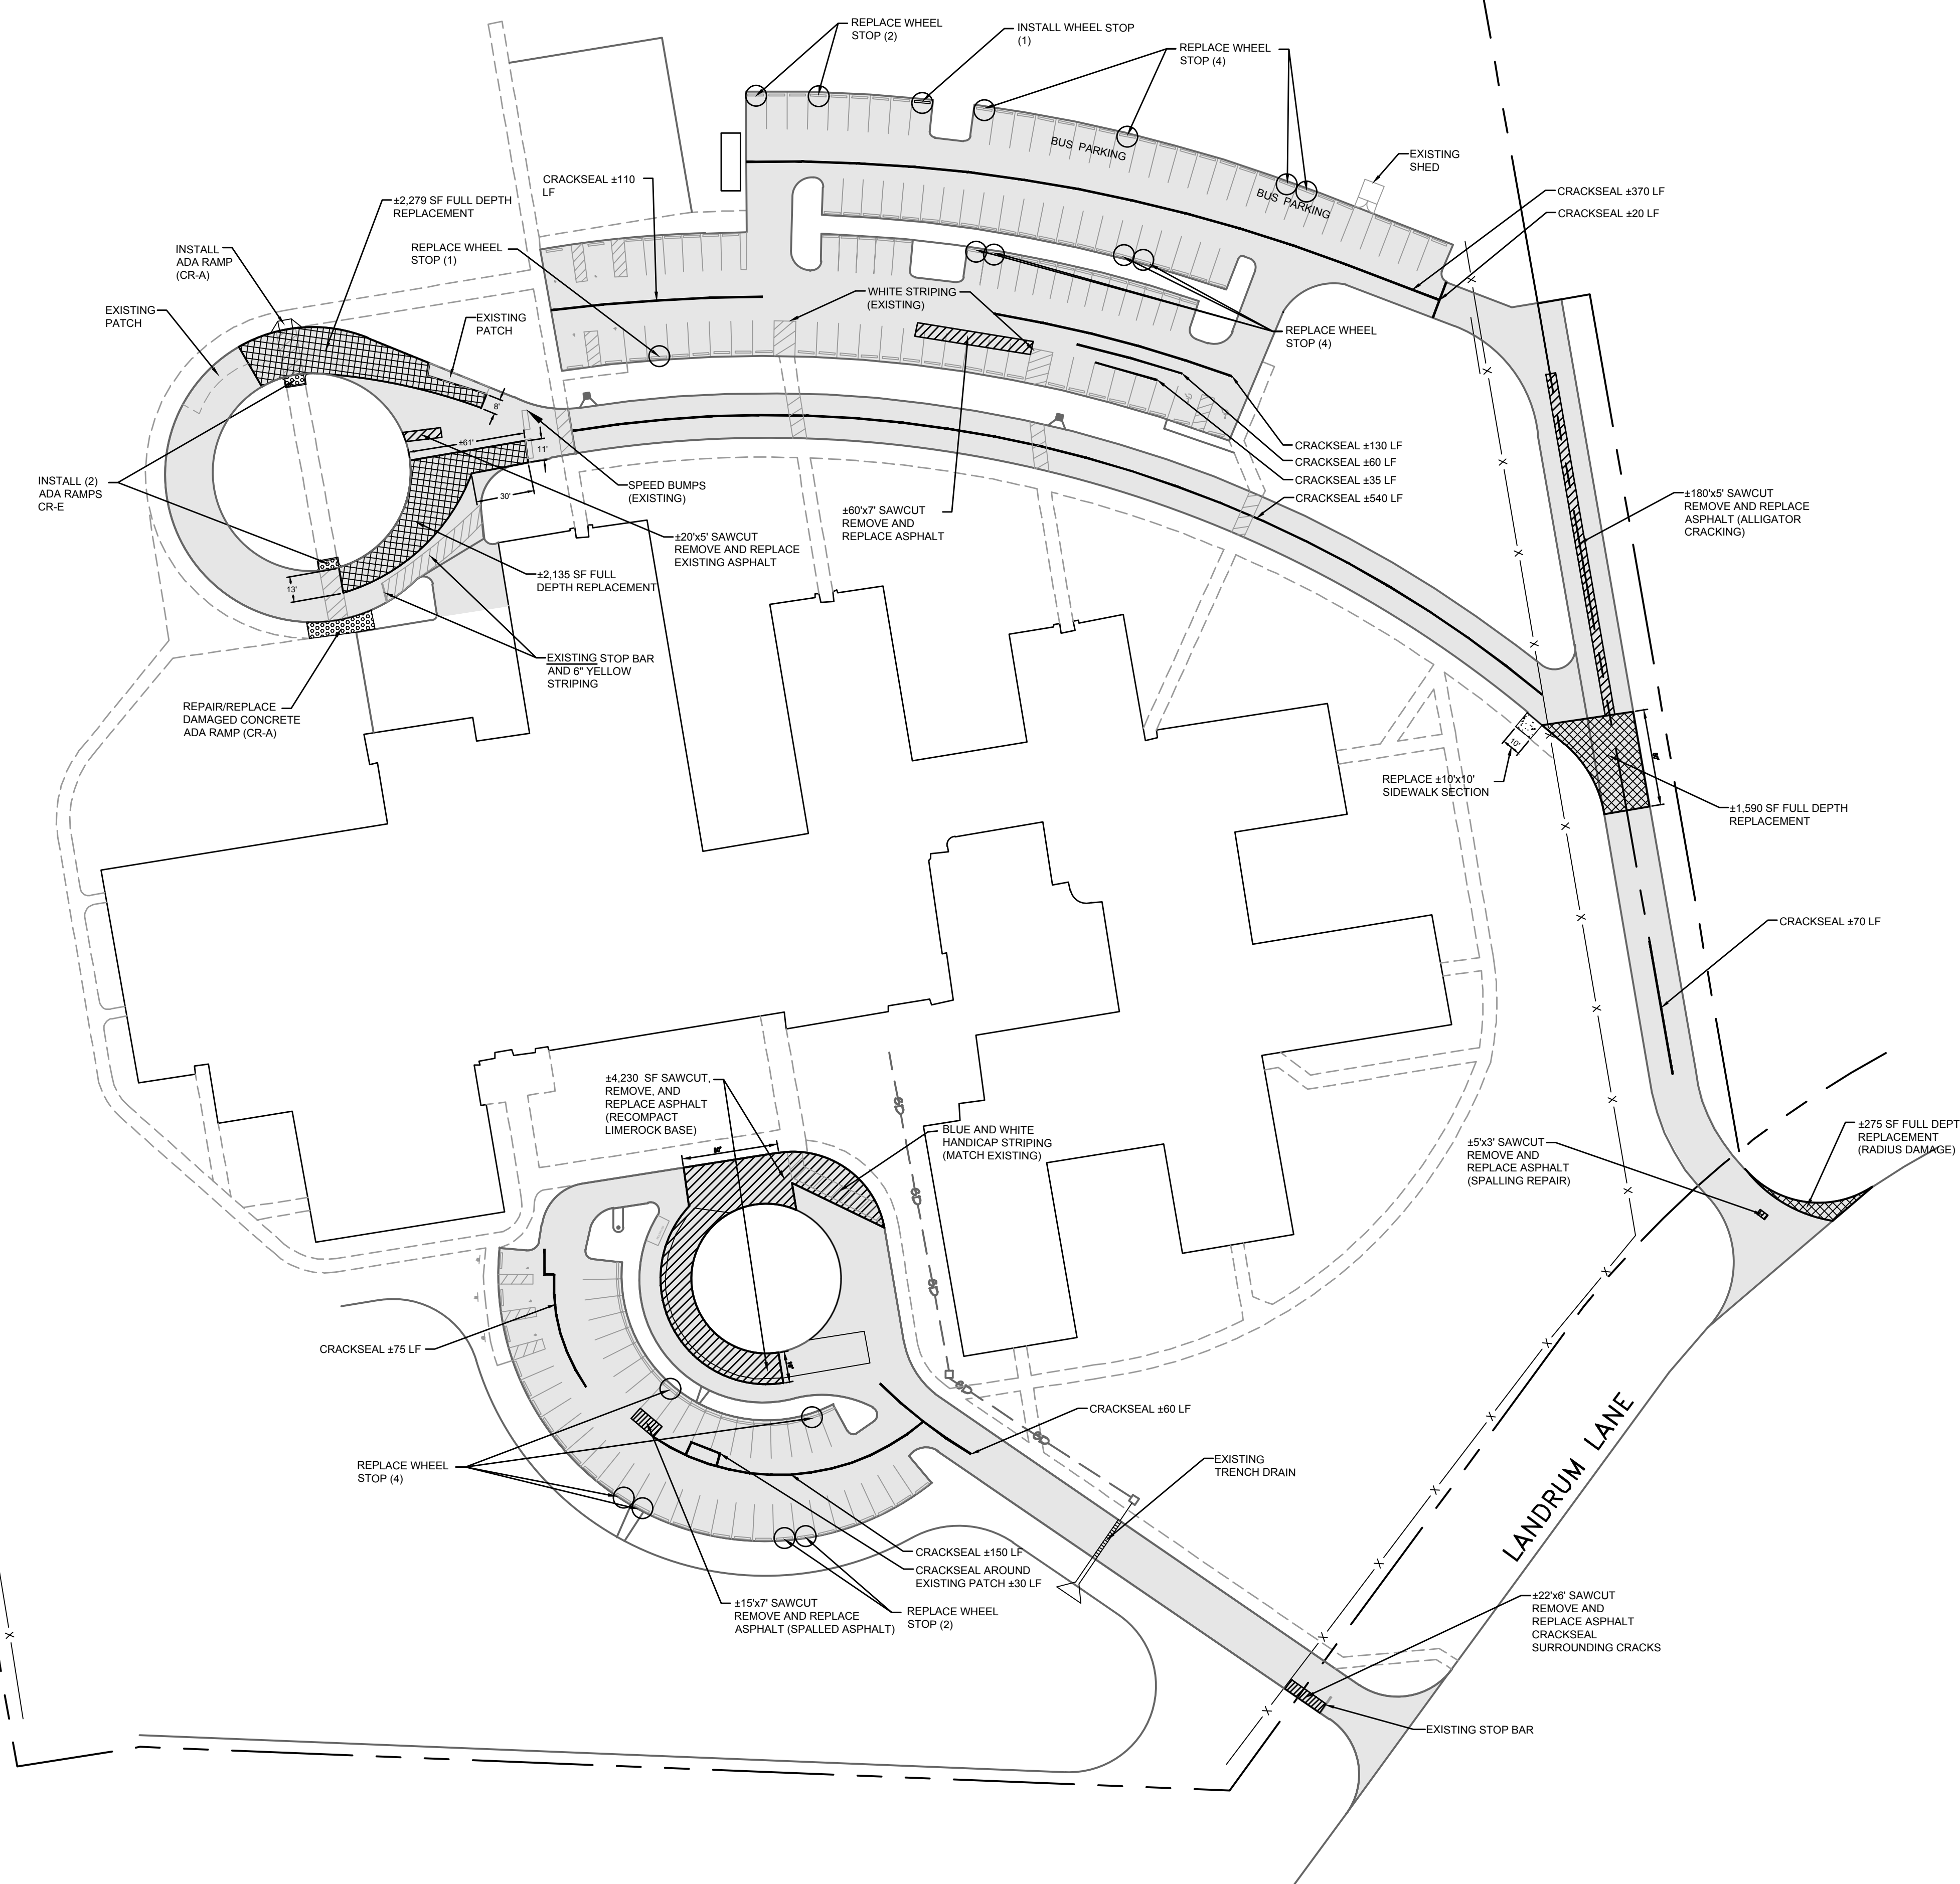 REPLACE WHEEL
STOP (2)
INSTALL WHEEL STOP
(1)
REPLACE WHEEL
STOP (4)
BUS PARKING
BUS PARKING
EXISTING
SHED
CRACKSEAL ±370 LF
CRACKSEAL ±20 LF
CRACKSEAL ±110
LF
±2,279 SF FULL DEPTH
REPLACEMENT
INSTALL
ADA RAMP
(CR-A)
REPLACE WHEEL
STOP (1)
EXISTING
PATCH
EXISTING
PATCH
WHITE STRIPING
(EXISTING)
REPLACE WHEEL
STOP (4)
8'
±61'
11'
30'
13'
CRACKSEAL ±130 LF
CRACKSEAL ±60 LF
CRACKSEAL ±35 LF
CRACKSEAL ±540 LF
INSTALL (2)
ADA RAMPS
CR-E
SPEED BUMPS
(EXISTING)
±60'x7' SAWCUT
REMOVE AND
REPLACE ASPHALT
±180'x5' SAWCUT
REMOVE AND REPLACE
ASPHALT (ALLIGATOR
CRACKING)
±20'x5' SAWCUT
REMOVE AND REPLACE
EXISTING ASPHALT
±2,135 SF FULL
DEPTH REPLACEMENT
EXISTING STOP BAR
AND 6" YELLOW
STRIPING
REPAIR/REPLACE
DAMAGED CONCRETE
ADA RAMP (CR-A)
10'
REPLACE ±10'x10'
SIDEWALK SECTION
±1,590 SF FULL DEPTH
REPLACEMENT
CRACKSEAL ±70 LF
±4,230 SF SAWCUT,
REMOVE, AND
REPLACE ASPHALT
(RECOMPACT
LIMEROCK BASE)
BLUE AND WHITE
HANDICAP STRIPING
(MATCH EXISTING)
±5'x3' SAWCUT
REMOVE AND
REPLACE ASPHALT
(SPALLING REPAIR)
±275 SF FULL DEPT
REPLACEMENT
(RADIUS DAMAGE)
SD
SD
SD
SD
SD
CRACKSEAL ±75 LF
CRACKSEAL ±60 LF
REPLACE WHEEL
STOP (4)
EXISTING
TRENCH DRAIN
LANDRUM LANE
CRACKSEAL ±150 LF
CRACKSEAL AROUND
EXISTING PATCH ±30 LF
±15'x7' SAWCUT
REMOVE AND REPLACE
ASPHALT (SPALLED ASPHALT)
REPLACE WHEEL
STOP (2)
±22'x6' SAWCUT
REMOVE AND
REPLACE ASPHALT
CRACKSEAL
SURROUNDING CRACKS
EXISTING STOP BAR